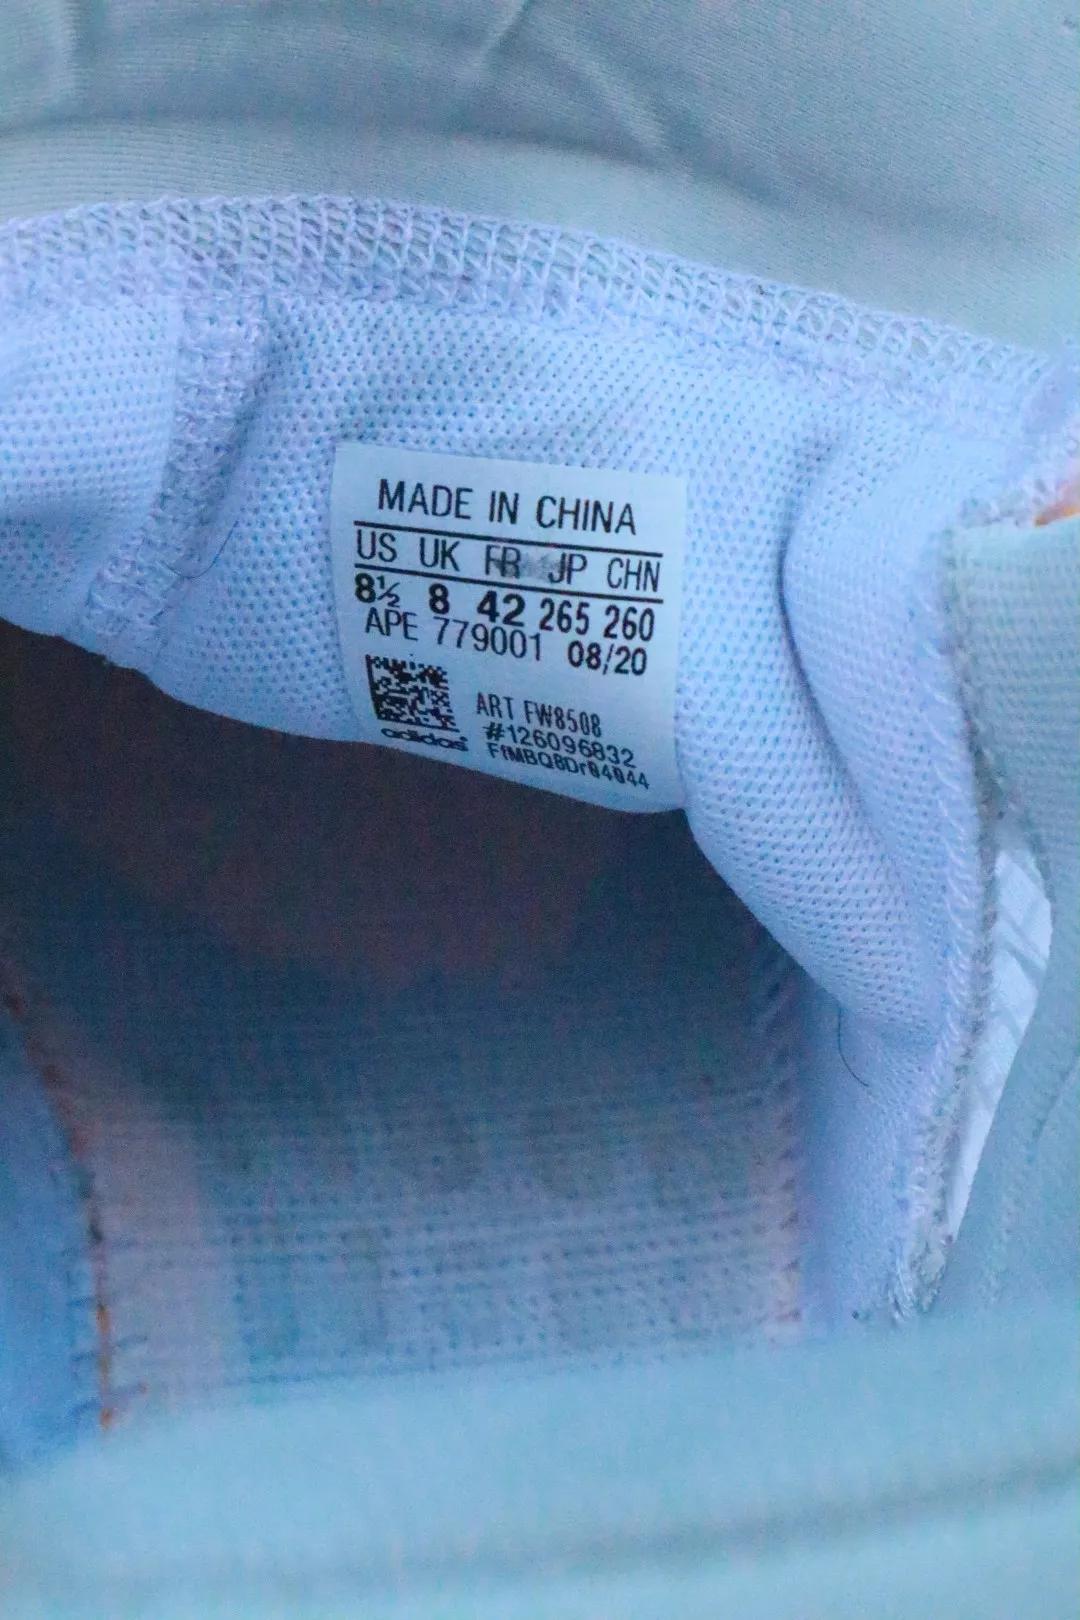 MADE IN CHINA
US UK FR JP CHN
8½ 8 42 265 260
APE 779001 08/20
ART FW8508
#126096832
adidas
FfMBQ8Dr84044